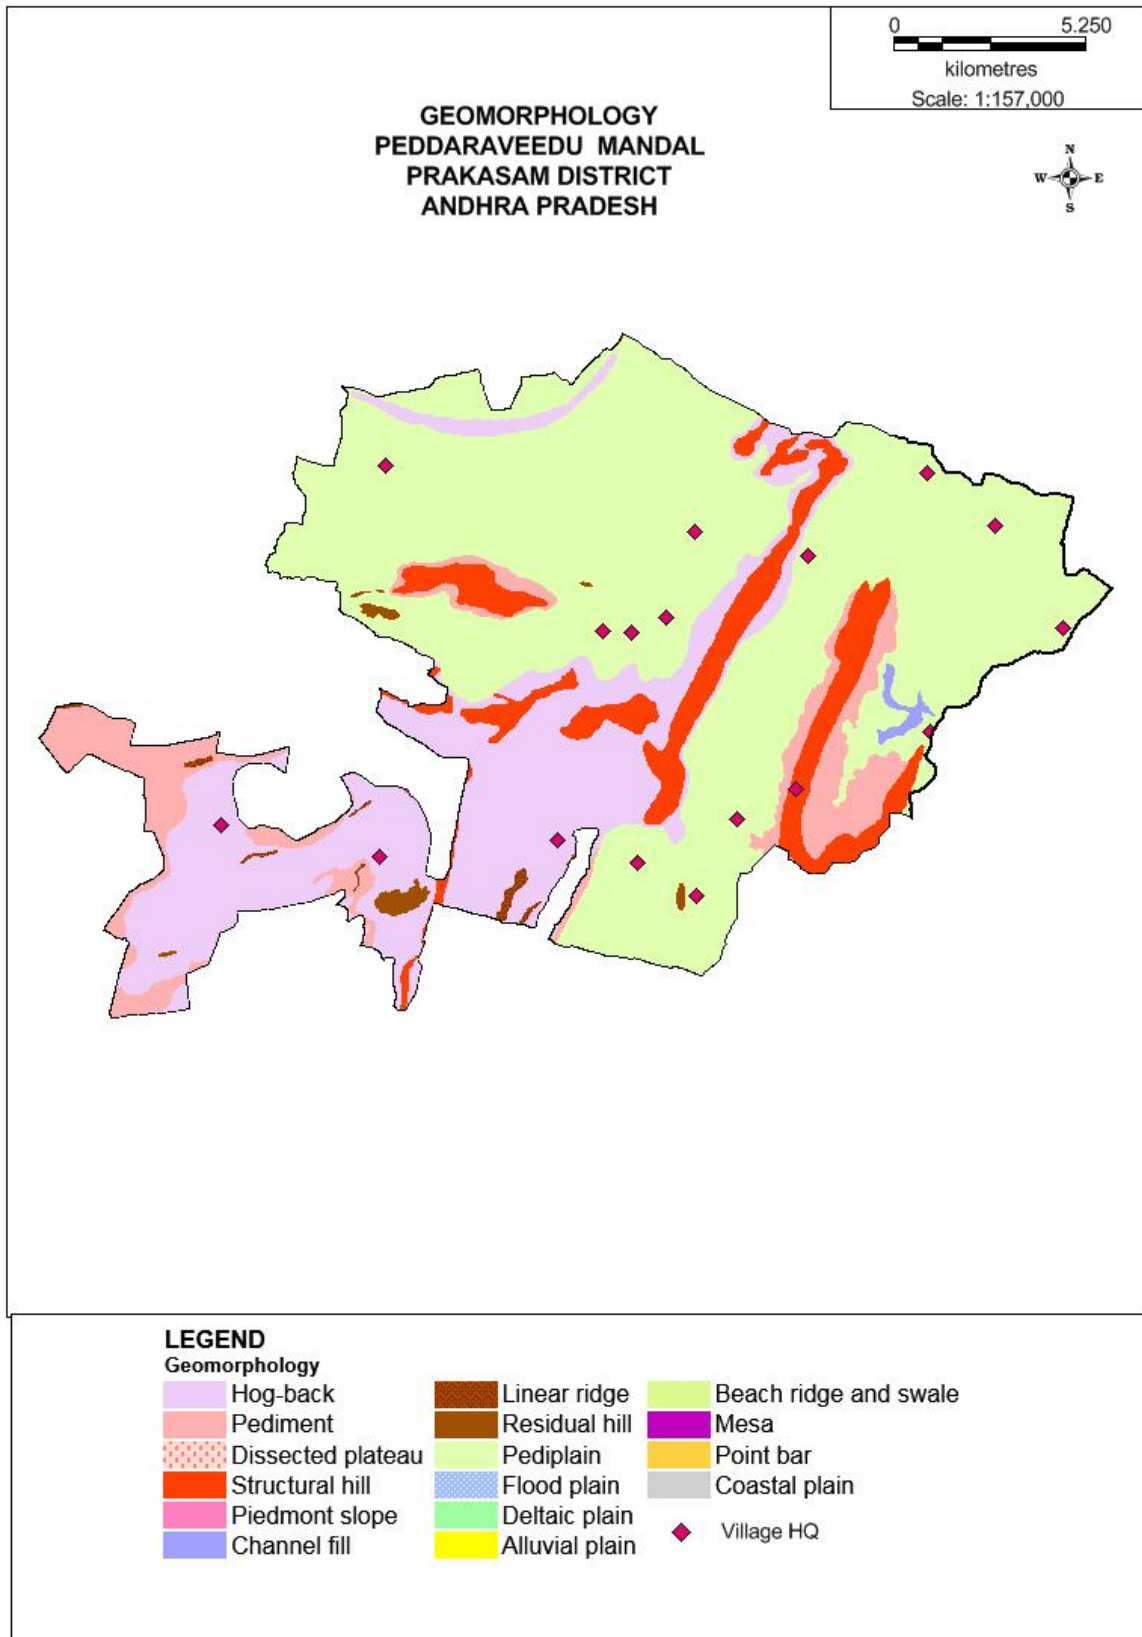 0 5.250
kilometres
Scale: 1:157,000
GEOMORPHOLOGY
PEDDARAVEEDU MANDAL
PRAKASAM DISTRICT
ANDHRA PRADESH
N
W E
S
LEGEND
Geomorphology
Hog-back
Pediment
Dissected plateau
Structural hill
Piedmont slope
Channel fill
Linear ridge
Residual hill
Pediplain
Flood plain
Deltaic plain
Alluvial plain
Beach ridge and swale
Mesa
Point bar
Coastal plain
Village HQ